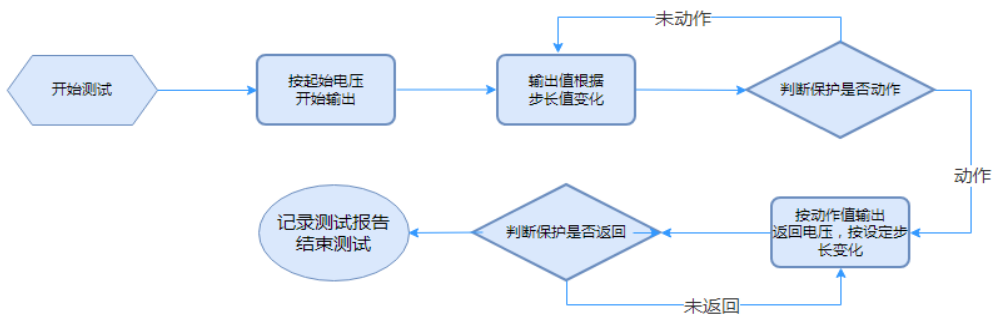 未动作
开始测试
按起始电压
开始输出
输出值根据
步长值变化
判断保护是否动作
动作
按动作值输出
返回电压，按设定步
长变化
判断保护是否返回
记录测试报告
结束测试
未返回